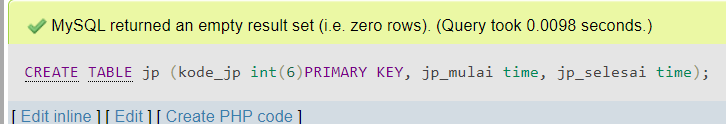 MySQL returned an empty result set (i.e. zero rows). (Query took 0.0098 seconds.)
CREATE TABLE jp (kode_jp int(6)PRIMARY KEY, jp_mulai time, jp_selesai time);
[ Edit inline ] [ Edit ] [ Create PHP code ]